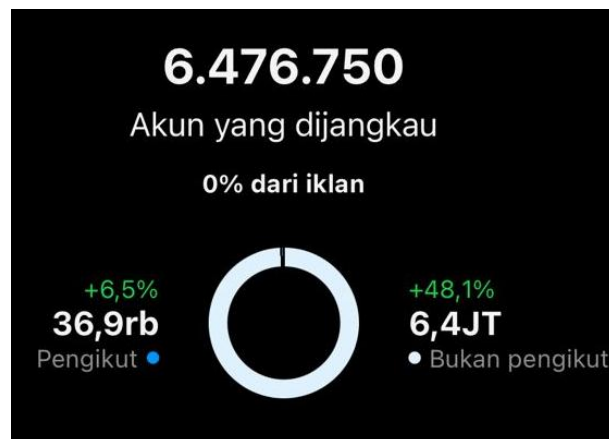 6.476.750
Akun yang dijangkau
0% dari iklan
+6,5%
36,9rb
Pengikut
+48,1%
6,4JT
Bukan pengikut